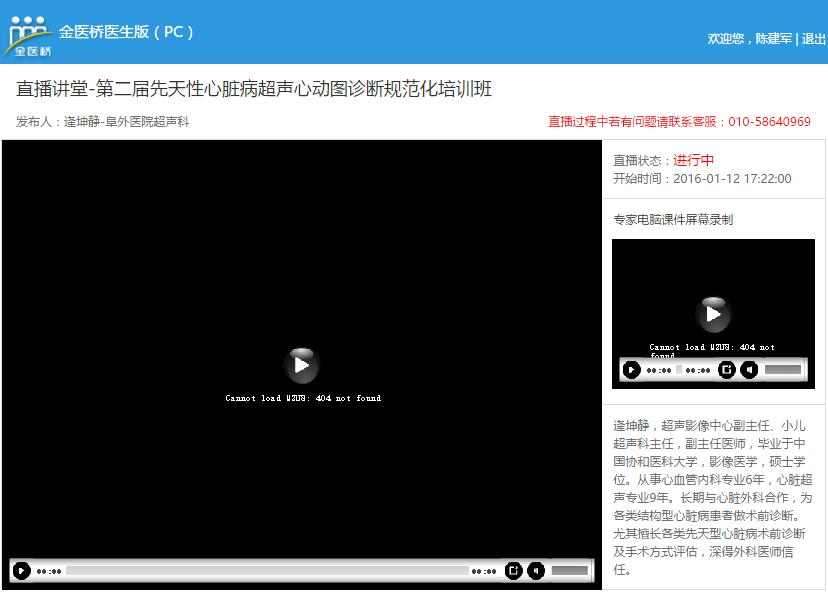 金医桥
金医桥医生版（PC）
欢迎您，陈建军 | 退出
直播讲堂-第二届先天性心脏病超声心动图诊断规范化培训班
发布人：逄坤静-阜外医院超声科
直播过程中若有问题请联系客服：010-58640969
直播状态：进行中
开始时间：2016-01-12 17:22:00
专家电脑课件屏幕录制
Cannot load M3U8: 404 not
found
00:00
00:00
Cannot load M3U8: 404 not found
逄坤静，超声影像中心副主任、小儿
超声科主任，副主任医师，毕业于中
国协和医科大学，影像医学，硕士学
位。从事心血管内科专业6年，心脏超
声专业9年。长期与心脏外科合作，为
各类结构型心脏病患者做术前诊断。
尤其擅长各类先天型心脏病术前诊断
及手术方式评估，深得外科医师信
任。
00:00
00:00